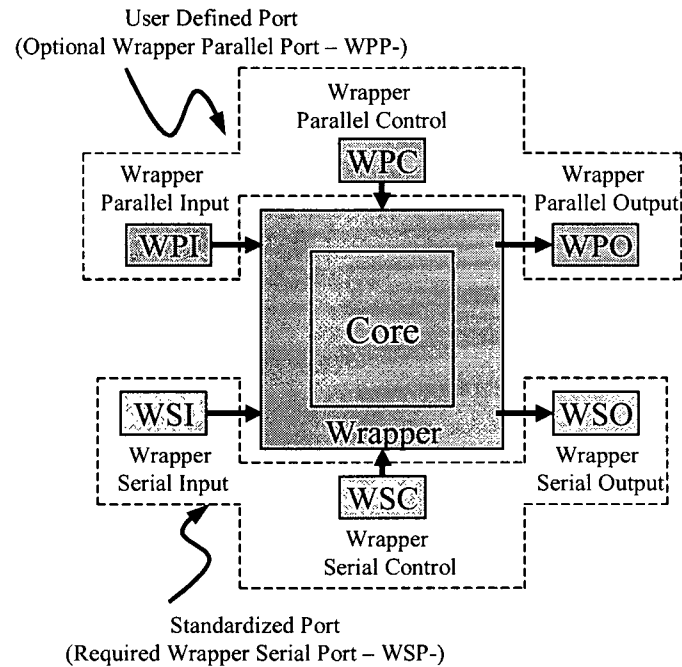 User Defined Port
(Optional Wrapper Parallel Port – WPP-)
Wrapper
Parallel Control
WPC
Wrapper
Parallel Input
WPI
Wrapper
Parallel Output
WPO
Core
Wrapper
WSI
Wrapper
Serial Input
WSO
Wrapper
Serial Output
WSC
Wrapper
Serial Control
Standardized Port
(Required Wrapper Serial Port – WSP-)